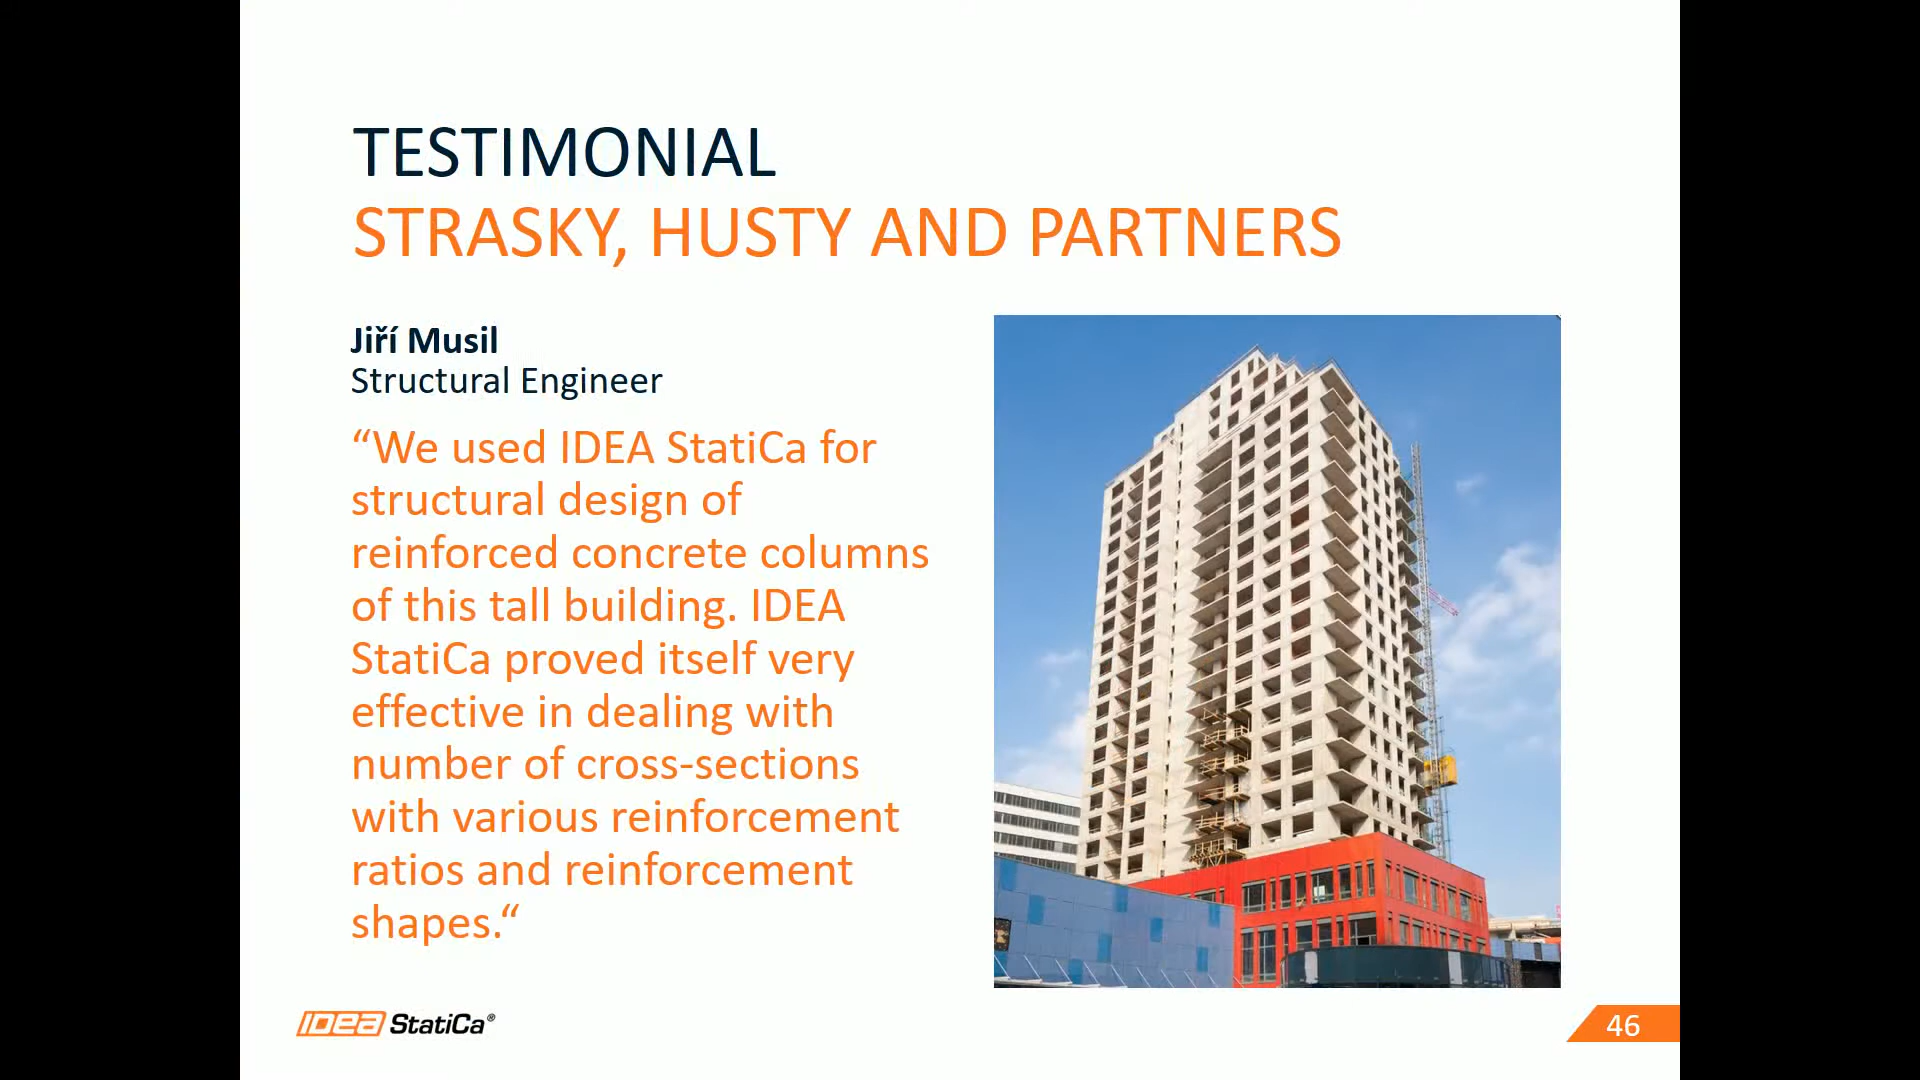 TESTIMONIAL
STRASKY, HUSTY AND PARTNERS
Jiří Musil
Structural Engineer
“We used IDEA StatiCa for
structural design of
reinforced concrete columns
of this tall building. IDEA
StatiCa proved itself very
effective in dealing with
number of cross-sections
with various reinforcement
ratios and reinforcement
shapes.“
IDEA StatiCa®
46